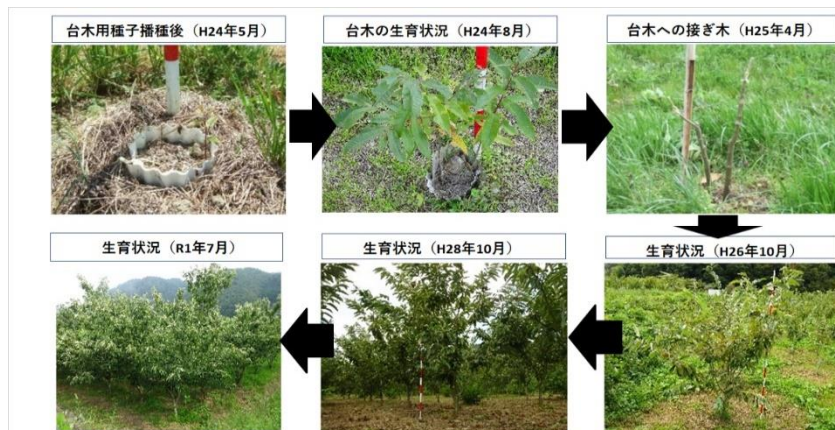 台木用種子播種後（H24年5月）
台木の生育状況（H24年8月）
台木への接ぎ木（H25年4月）
生育状況（H26年10月）
生育状況（H28年10月）
生育状況（R1年7月）